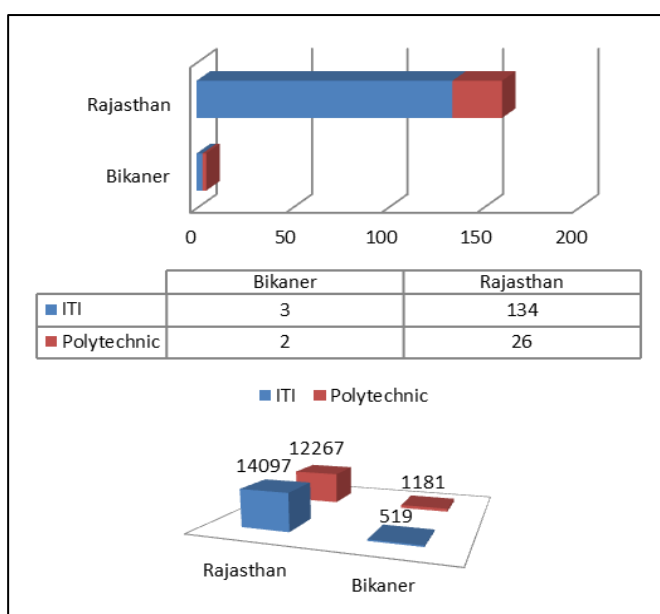 Rajasthan
Bikaner
0 50 100 150 200
Bikaner Rajasthan
ITI 3 134
Polytechnic 2 26
ITI Polytechnic
12267
14097
1181
519
Rajasthan
Bikaner